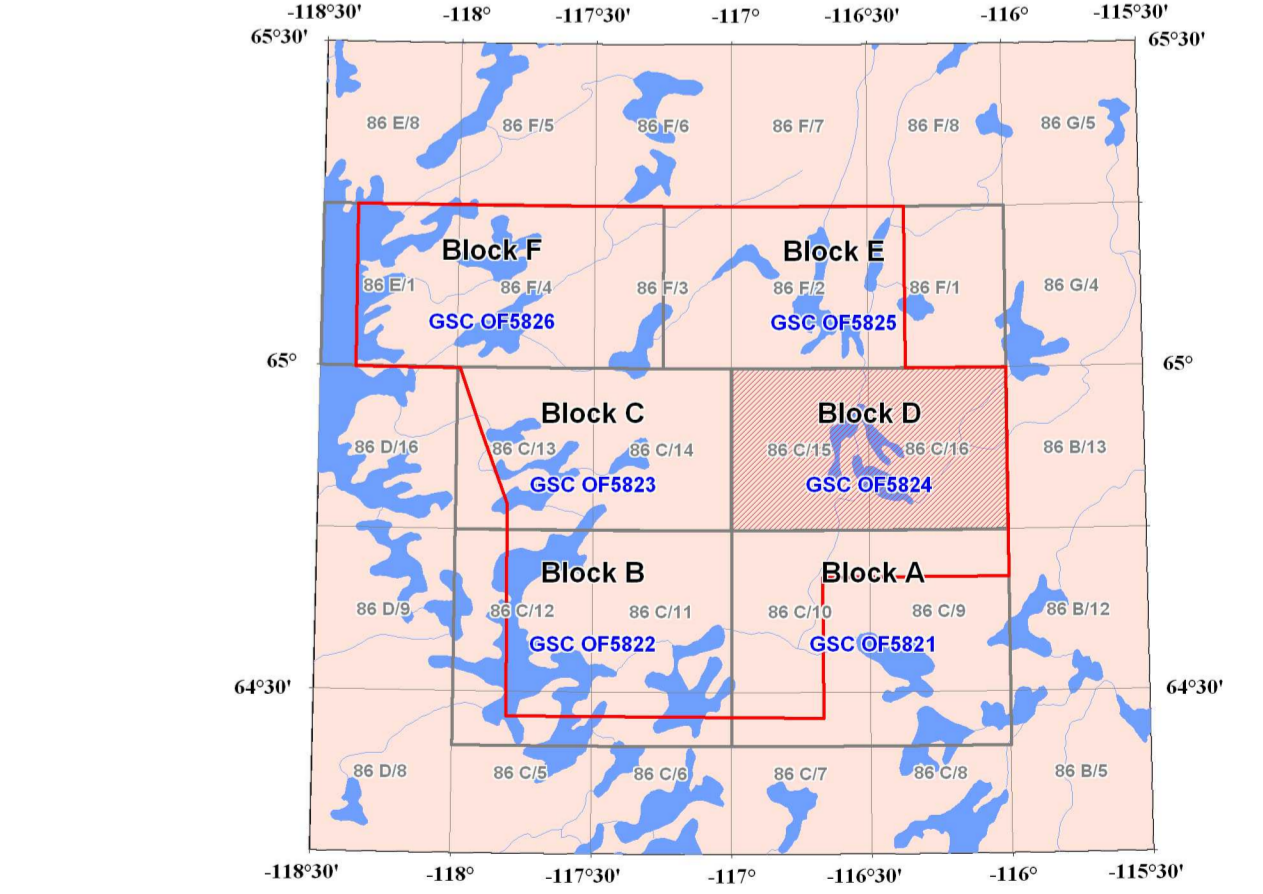 -118°30' -118° -117°30' -117° -116°30' -116° -115°30'
65°30' 65°30'
86 E/8 86 F/5 86 F/6 86 F/7 86 F/8 86 G/5
Block F Block E
86 E/1 86 F/4 86 F/3 86 F/2 86 F/1 86 G/4
GSC OF5826 GSC OF5825
65° 65°
Block C Block D
86 D/16 86 C/13 86 C/14 86 C/15 86 C/16 86 B/13
GSC OF5823 GSC OF5824
Block B Block A
86 D/9 86 C/12 86 C/11 86 C/10 86 C/9 86 B/12
GSC OF5822 GSC OF5821
64°30' 64°30'
86 D/8 86 C/5 86 C/6 86 C/7 86 C/8 86 B/5
-118°30' -118° -117°30' -117° -116°30' -116° -115°30'